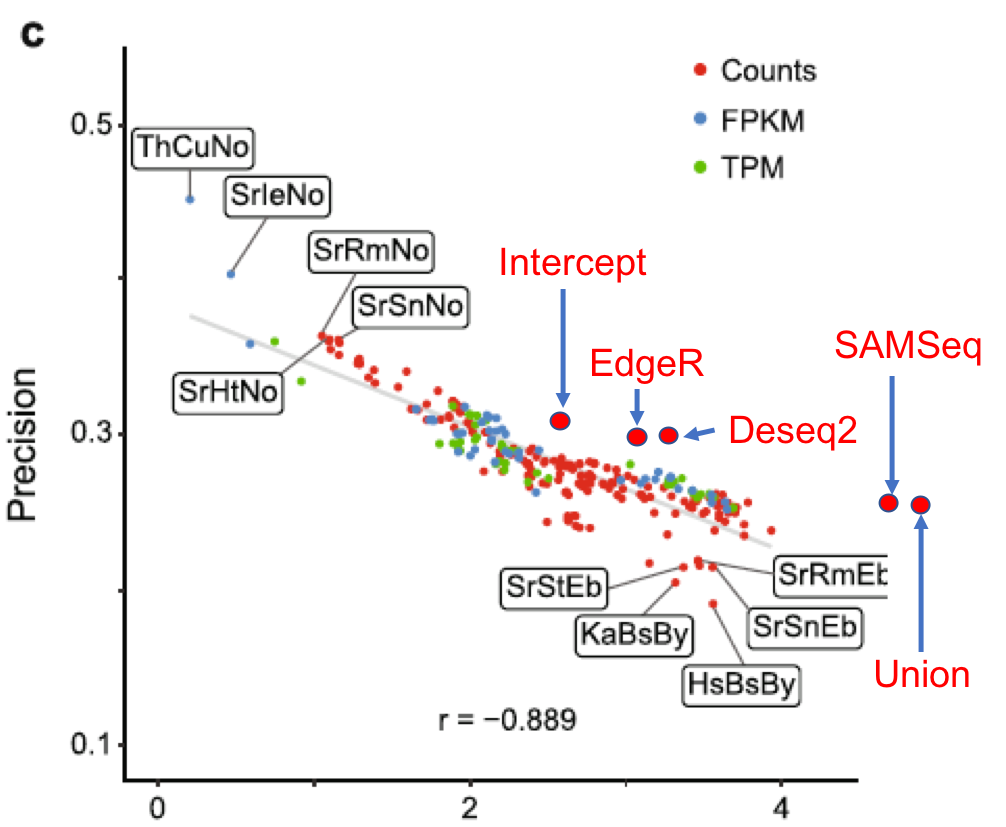 c
Counts
FPKM
TPM
0.5
ThCuNo
SrIeNo
SrRmNo
Intercept
SrSnNo
SAMSeq
EdgeR
SrHtNo
Deseq2
0.3
Precision
SrRmEb
SrStEb
SrSnEb
KaBsBy
Union
HsBsBy
r = −0.889
0.1
0
2
4